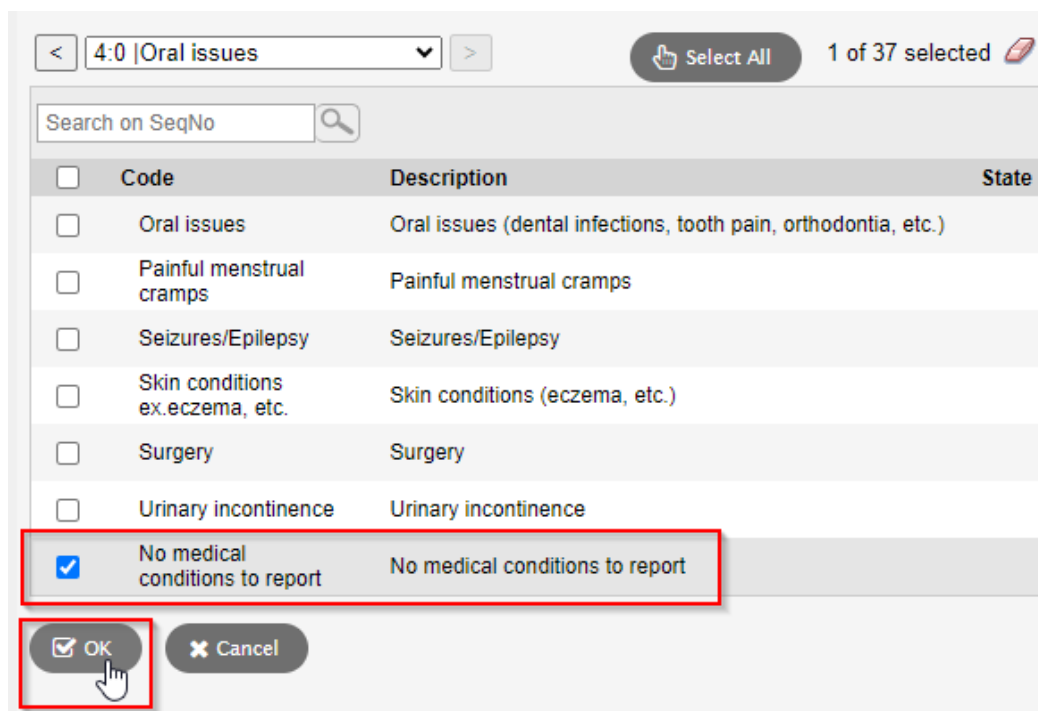 < 4:0 |Oral issues > Select All 1 of 37 selected
Search on SeqNo
Code Description State
Oral issues Oral issues (dental infections, tooth pain, orthodontia, etc.)
Painful menstrual
cramps Painful menstrual cramps
Seizures/Epilepsy Seizures/Epilepsy
Skin conditions
ex.eczema, etc. Skin conditions (eczema, etc.)
Surgery Surgery
Urinary incontinence Urinary incontinence
No medical
conditions to report No medical conditions to report
OK Cancel